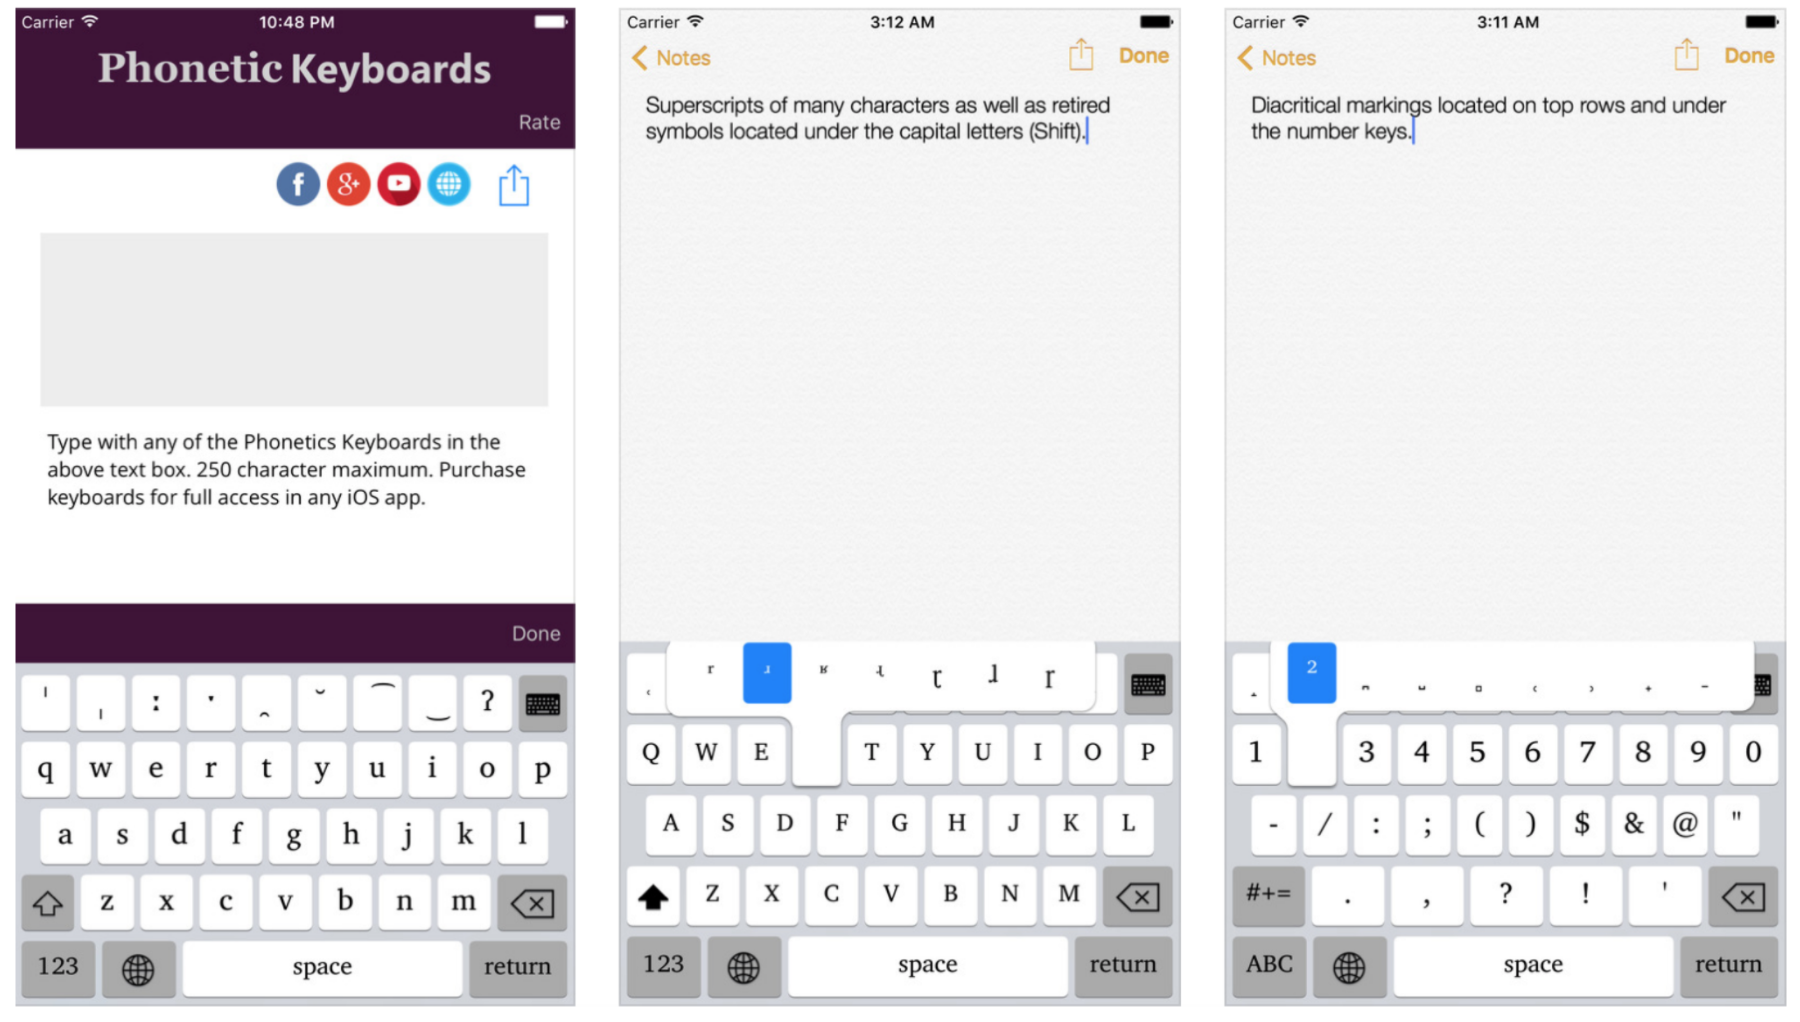 Carrier 10:48 PM
Phonetic Keyboards
Rate
f g+
Type with any of the Phonetics Keyboards in the
above text box. 250 character maximum. Purchase
keyboards for full access in any iOS app.
Done
ˈ ˌ ː ˑ ̮ ˘ ͡ ‿ ʔ
q w e r t y u i o p
a s d f g h j k l
z x c v b n m
123 space return
Carrier 3:12 AM
Notes Done
Superscripts of many characters as well as retired
symbols located under the capital letters (Shift).
Q W E T Y U I O P
A S D F G H J K L
Z X C V B N M
123 space return
Carrier 3:11 AM
Notes Done
Diacritical markings located on top rows and under
the number keys.
2
1 3 4 5 6 7 8 9 0
- / : ; ( ) $ & @ "
#+= . , ? ! '
ABC space return